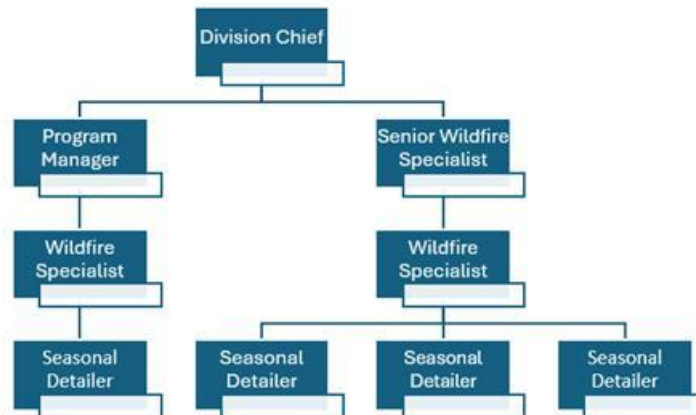 Division Chief
Program
Manager
Senior Wildfire
Specialist
Wildfire
Specialist
Wildfire
Specialist
Seasonal
Detailer
Seasonal
Detailer
Seasonal
Detailer
Seasonal
Detailer